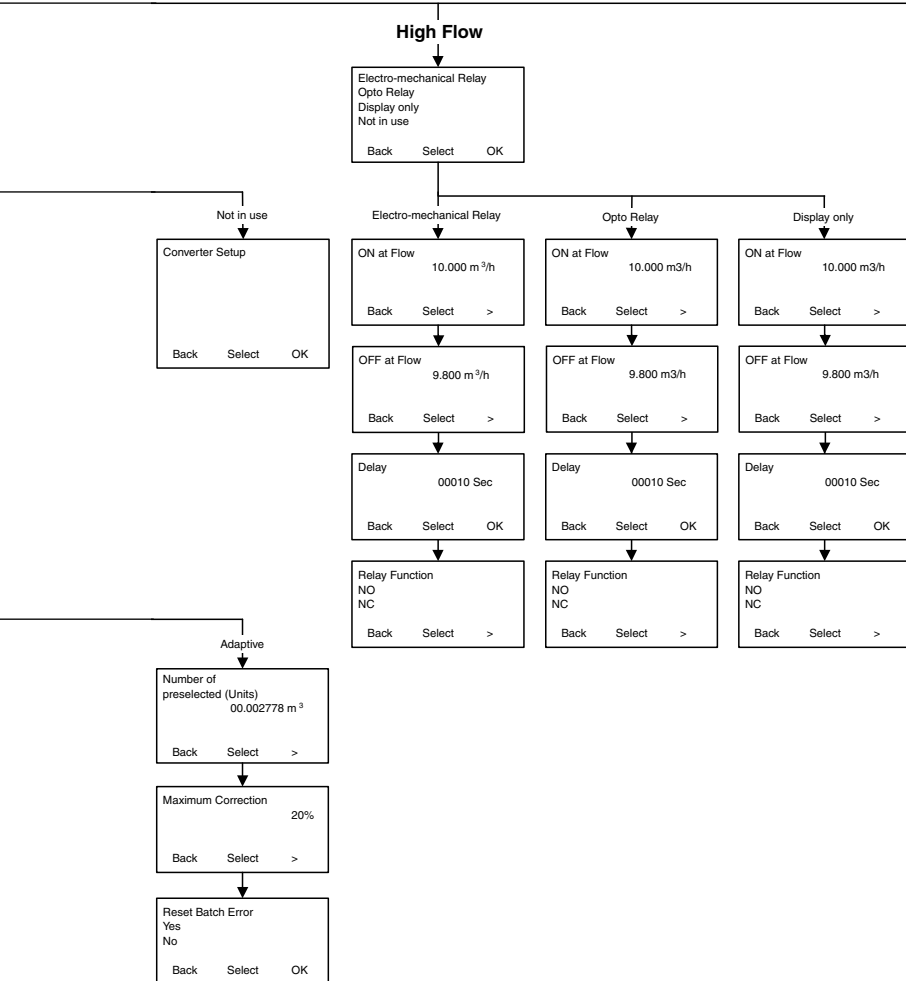 High Flow
Electro-mechanical Relay
Opto Relay
Display only
Not in use
Back Select OK
Not in use
Converter Setup
Back Select OK
Electro-mechanical Relay
ON at Flow
10.000 m³/h
Back Select >
OFF at Flow
9.800 m³/h
Back Select >
Delay
00010 Sec
Back Select OK
Relay Function
NO
NC
Back Select >
Opto Relay
ON at Flow
10.000 m3/h
Back Select >
OFF at Flow
9.800 m3/h
Back Select >
Delay
00010 Sec
Back Select OK
Relay Function
NO
NC
Back Select >
Display only
ON at Flow
10.000 m3/h
Back Select >
OFF at Flow
9.800 m3/h
Back Select >
Delay
00010 Sec
Back Select OK
Relay Function
NO
NC
Back Select >
Adaptive
Number of
preselected (Units)
00.002778 m³
Back Select >
Maximum Correction
20%
Back Select >
Reset Batch Error
Yes
No
Back Select OK